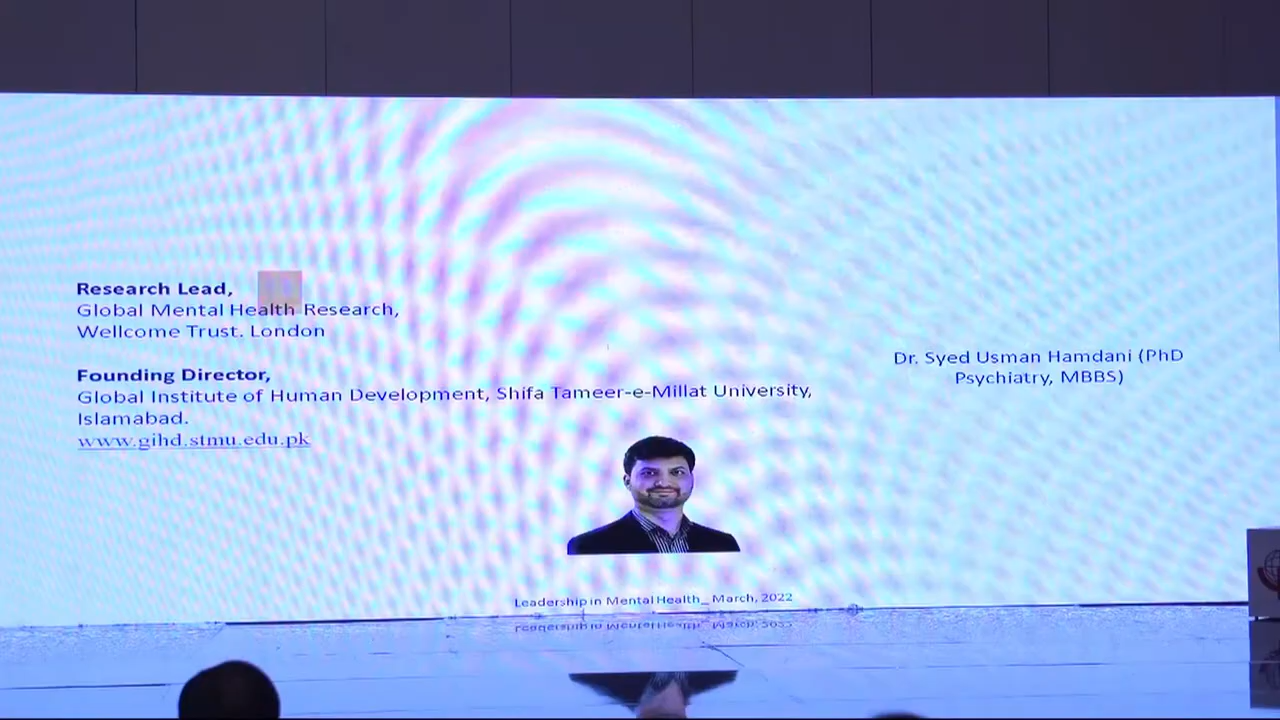 Research Lead,
Global Mental Health Research,
Wellcome Trust. London
Founding Director,
Global Institute of Human Development, Shifa Tameer-e-Millat University,
Islamabad.
www.gihd.stmu.edu.pk
Dr. Syed Usman Hamdani (PhD
Psychiatry, MBBS)
Leadership in Mental Health_ March, 2022